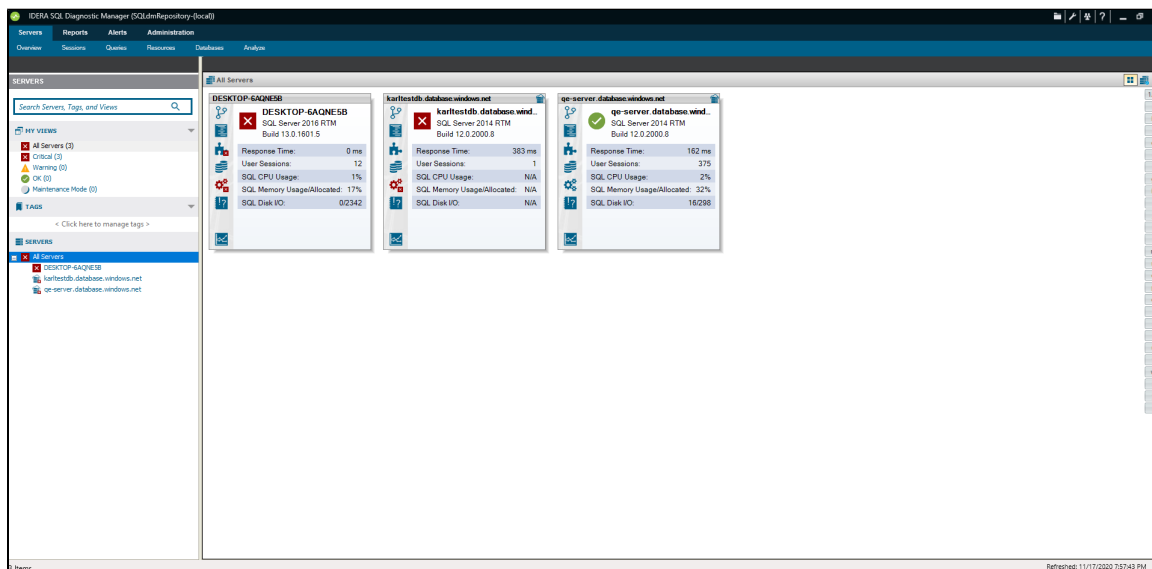 IDERA SQL Diagnostic Manager (SQLdmRepository-(local))
Servers Reports Alerts Administration
Overview Sessions Queries Resources Databases Analyze
SERVERS
Search Servers, Tags, and Views
MY VIEWS
All Servers (3)
Critical (3)
Warning (0)
OK (0)
Maintenance Mode (0)
TAGS
< Click here to manage tags >
SERVERS
All Servers
DESKTOP-6AQNE5B
karltestdb.database.windows.net
qe-server.database.windows.net
All Servers
DESKTOP-6AQNE5B
DESKTOP-6AQNE5B
SQL Server 2016 RTM
Build 13.0.1601.5
Response Time: 0 ms
User Sessions: 12
SQL CPU Usage: 1%
SQL Memory Usage/Allocated: 17%
SQL Disk I/O: 0/2342
karltestdb.database.windows.net
karltestdb.database.wind...
SQL Server 2014 RTM
Build 12.0.2000.8
Response Time: 383 ms
User Sessions: 1
SQL CPU Usage: N/A
SQL Memory Usage/Allocated: N/A
SQL Disk I/O: N/A
qe-server.database.windows.net
qe-server.database.wind...
SQL Server 2014 RTM
Build 12.0.2000.8
Response Time: 162 ms
User Sessions: 375
SQL CPU Usage: 2%
SQL Memory Usage/Allocated: 32%
SQL Disk I/O: 16/298
3 Items
Refreshed: 11/17/2020 7:57:43 PM